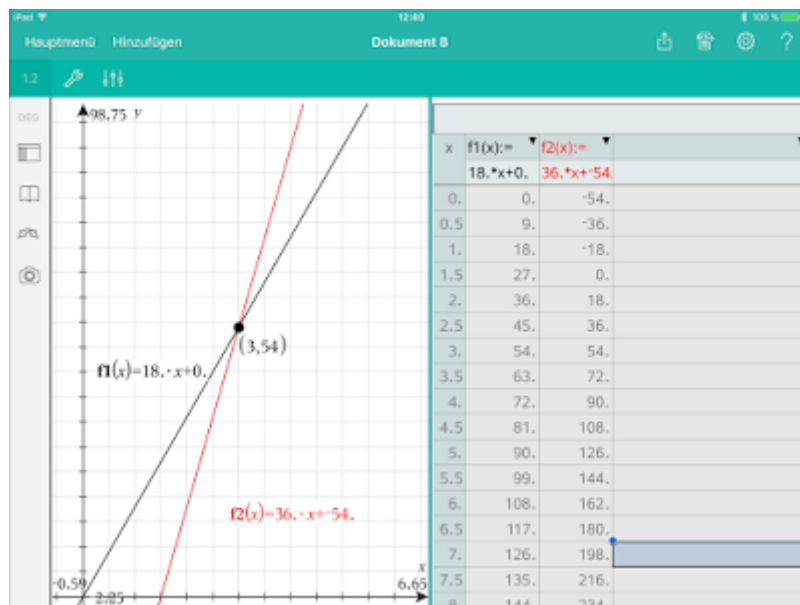 iPad 12:40 100 %
Hauptmenü Hinzufügen Dokument 8 ?
1.2
DEG
98,75 y
(3,54)
f1(x)=18.·x+0.
f2(x)=36.·x+-54.
x
-0.59 6,65
2.25
x f1(x):= f2(x):=
18.*x+0. 36.*x+-54.
0. 0. -54.
0.5 9. -36.
1. 18. -18.
1.5 27. 0.
2. 36. 18.
2.5 45. 36.
3. 54. 54.
3.5 63. 72.
4. 72. 90.
4.5 81. 108.
5. 90. 126.
5.5 99. 144.
6. 108. 162.
6.5 117. 180.
7. 126. 198.
7.5 135. 216.
8. 144. 234.